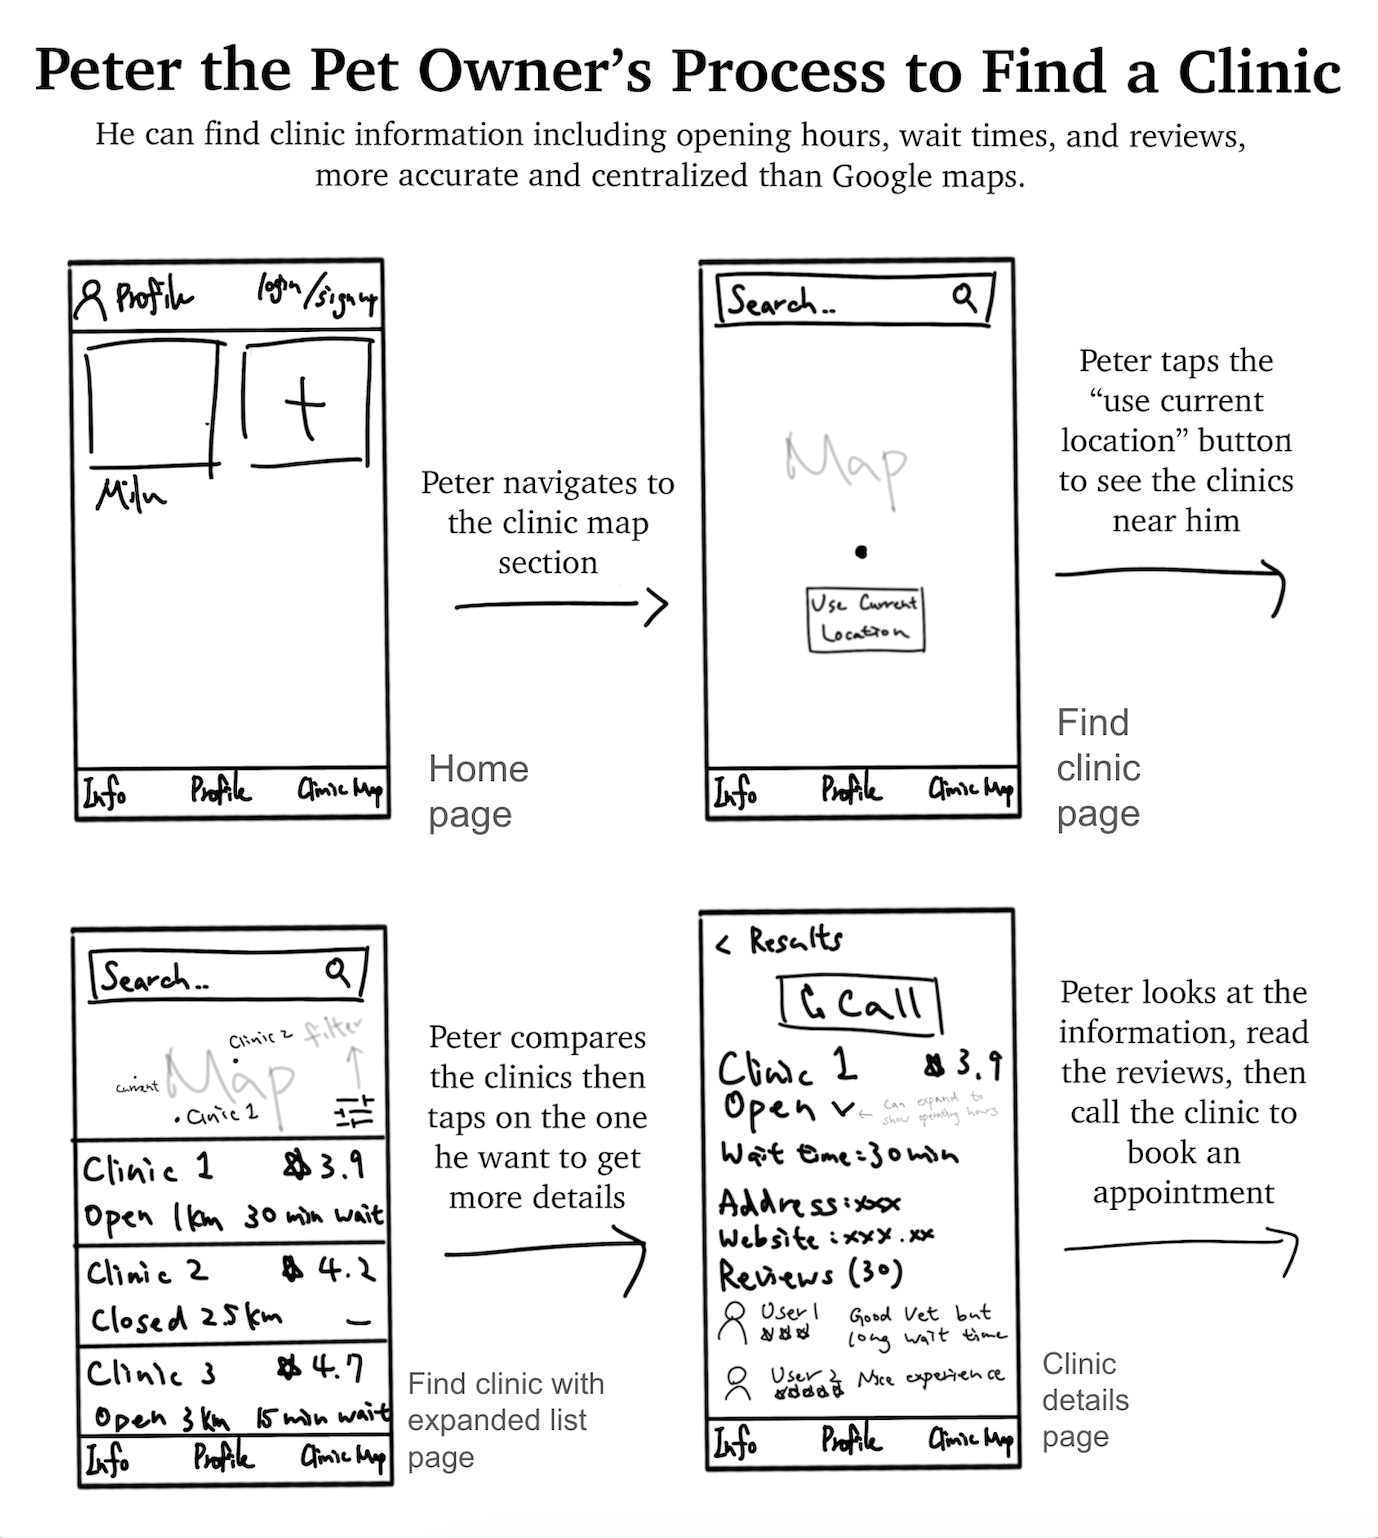 Peter the Pet Owner’s Process to Find a Clinic
He can find clinic information including opening hours, wait times, and reviews,
more accurate and centralized than Google maps.
Profile login/signup
+
Info Profile Clinic Map
Peter navigates to
the clinic map
section
Home
page
Search..
Map
Use Current
Location
Info Profile Clinic Map
Peter taps the
“use current
location” button
to see the clinics
near him
Find
clinic
page
Search..
Clinic 2 filter
current Map
Clinic 1
Clinic 1 3.9
Open 1km 30 min wait
Clinic 2 4.2
Closed 2.5km –
Clinic 3 4.7
Open 3km 15 min wait
Info Profile Clinic Map
Peter compares
the clinics then
taps on the one
he want to get
more details
Find clinic with
expanded list
page
< Results
Call
Clinic 1 3.9
Open ← can expand to
show operating hours
Wait time:30min
Address:xxx
Website:xxx.xx
Reviews (30)
User1 Good Vet but
long wait time
User2 Nice experience
Info Profile Clinic Map
Peter looks at the
information, read
the reviews, then
call the clinic to
book an
appointment
Clinic
details
page